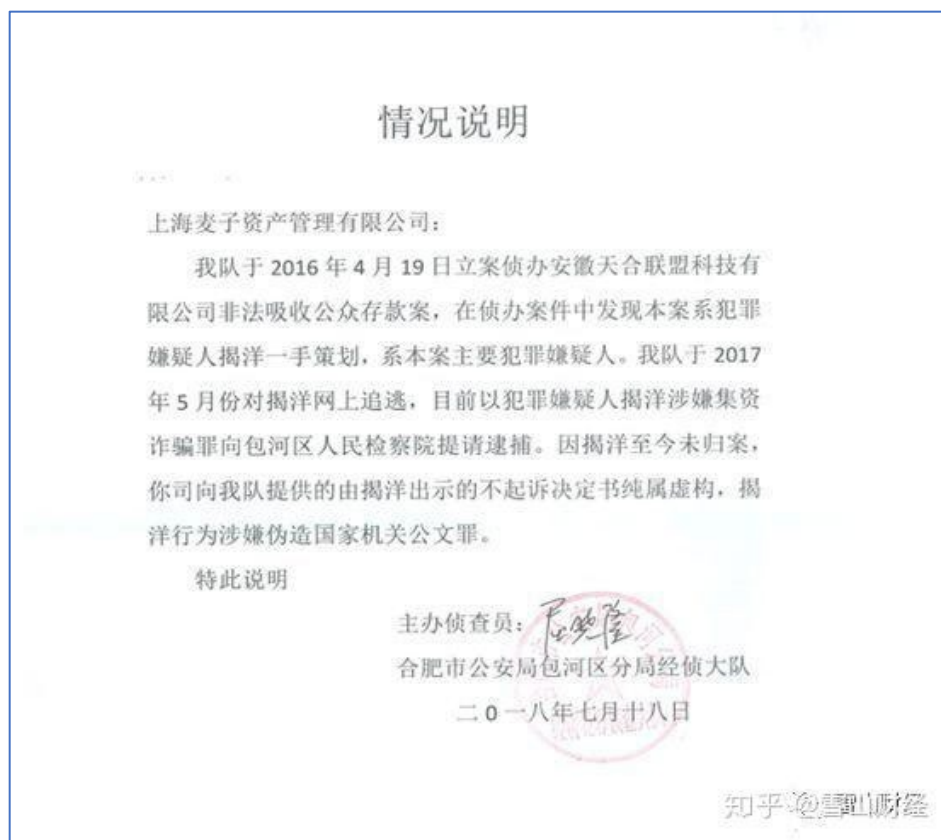 情况说明
上海麦子资产管理有限公司：
我队于 2016 年 4 月 19 日立案侦办安徽天合联盟科技有
限公司非法吸收公众存款案，在侦办案件中发现本案系犯罪
嫌疑人揭洋一手策划，系本案主要犯罪嫌疑人。我队于 2017
年 5 月份对揭洋网上追逃，目前以犯罪嫌疑人揭洋涉嫌集资
诈骗罪向包河区人民检察院提请逮捕。因揭洋至今未归案，
你司向我队提供的由揭洋出示的不起诉决定书纯属虚构，揭
洋行为涉嫌伪造国家机关公文罪。
特此说明
主办侦查员：
合肥市公安局包河区分局经侦大队
二0一八年七月十八日
知乎 @雪山财经